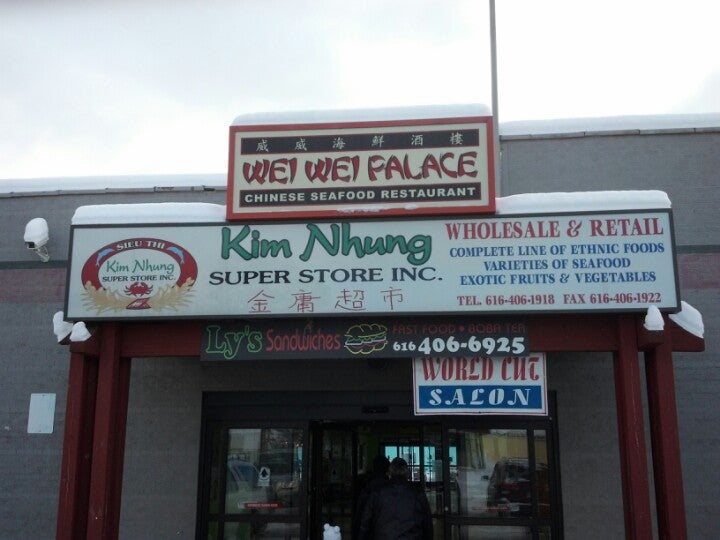 威威海鮮酒樓
WEI WEI PALACE
CHINESE SEAFOOD RESTAURANT
SIEU THI
Kim Nhung
SUPER STORE INC.
Kim Nhung
SUPER STORE INC.
金庸超市
WHOLESALE & RETAIL
COMPLETE LINE OF ETHNIC FOODS
VARIETIES OF SEAFOOD
EXOTIC FRUITS & VEGETABLES
TEL. 616-406-1918 FAX 616-406-1922
Ly's Sandwiches
FAST FOOD • BOBA TEA
616 406-6925
WORLD CUT
SALON